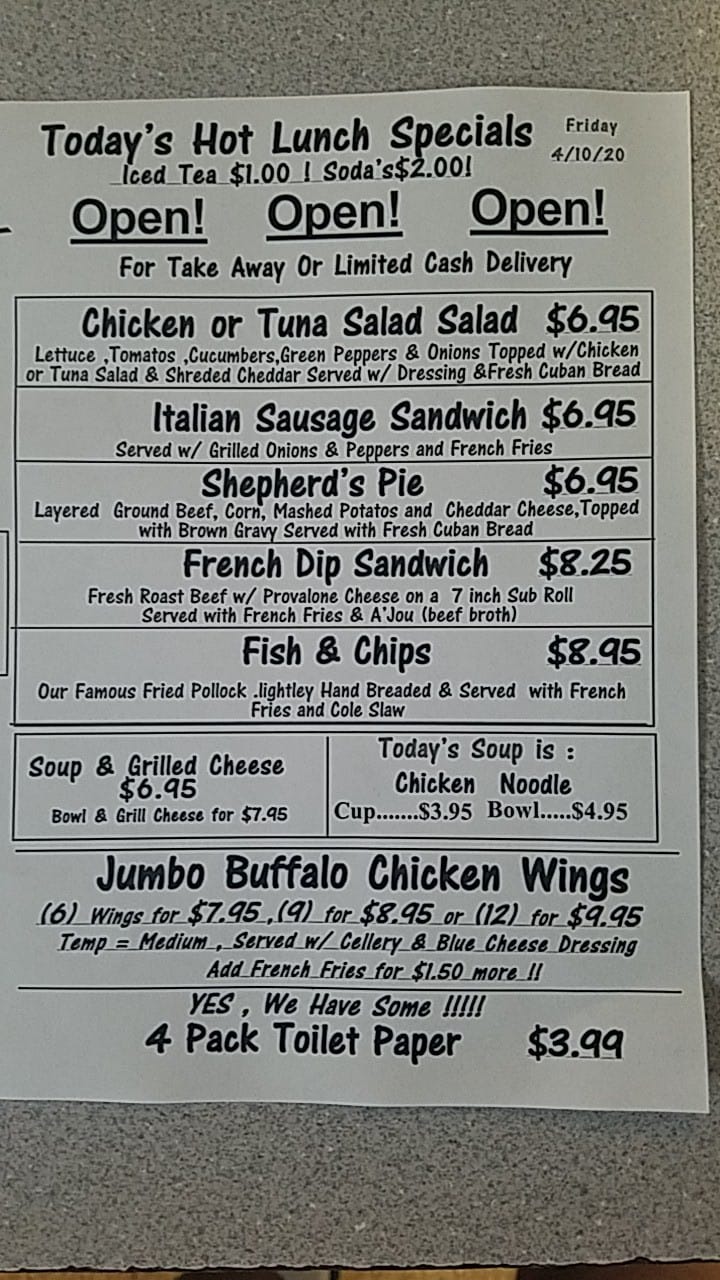 Today's Hot Lunch Specials Friday
4/10/20
Iced Tea $1.00 ! Soda's$2.00!
Open! Open! Open!
For Take Away Or Limited Cash Delivery
Chicken or Tuna Salad Salad $6.95
Lettuce ,Tomatos ,Cucumbers,Green Peppers & Onions Topped w/Chicken
or Tuna Salad & Shreded Cheddar Served w/ Dressing &Fresh Cuban Bread
Italian Sausage Sandwich $6.95
Served w/ Grilled Onions & Peppers and French Fries
Shepherd's Pie $6.95
Layered Ground Beef, Corn, Mashed Potatos and Cheddar Cheese,Topped
with Brown Gravy Served with Fresh Cuban Bread
French Dip Sandwich $8.25
Fresh Roast Beef w/ Provalone Cheese on a 7 inch Sub Roll
Served with French Fries & A'Jou (beef broth)
Fish & Chips $8.95
Our Famous Fried Pollock .lightley Hand Breaded & Served with French
Fries and Cole Slaw
Soup & Grilled Cheese
$6.95
Bowl & Grill Cheese for $7.95
Today's Soup is :
Chicken Noodle
Cup.......$3.95 Bowl.....$4.95
Jumbo Buffalo Chicken Wings
(6) Wings for $7.95 ,(9) for $8.95 or (12) for $9.95
Temp = Medium , Served w/ Cellery & Blue Cheese Dressing
Add French Fries for $1.50 more !!
YES , We Have Some !!!!!
4 Pack Toilet Paper $3.99